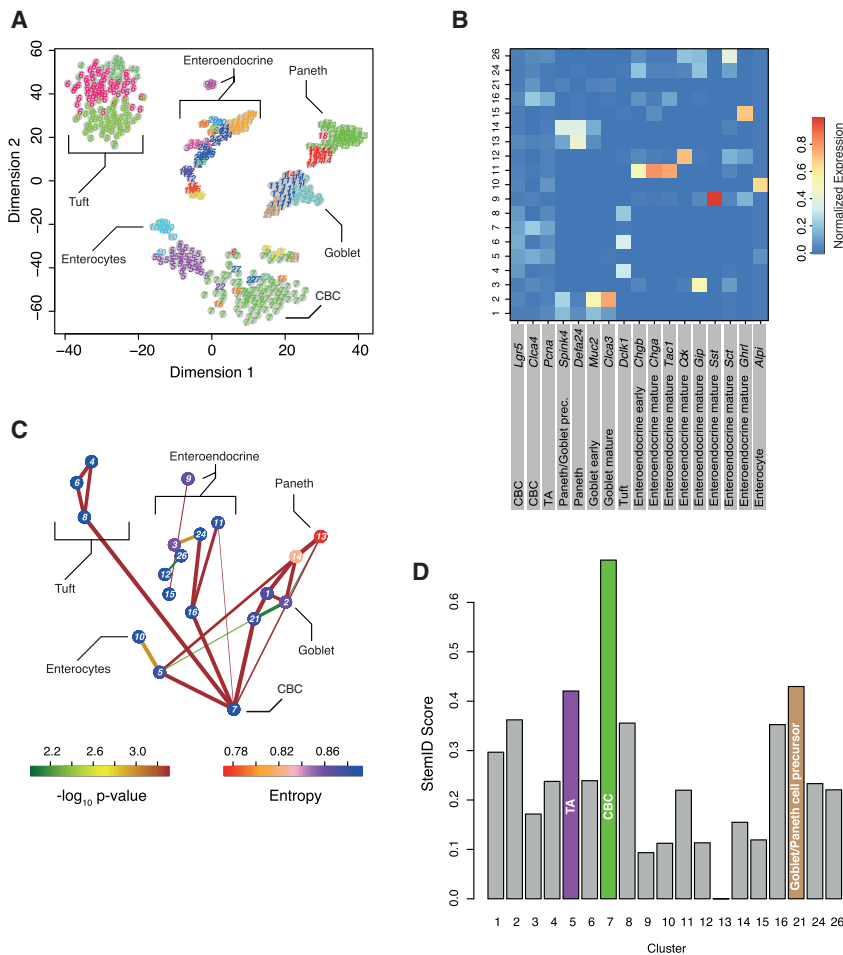 A
Dimension 2
60
40
20
0
−20
−40
−60
−40
−20
0
20
40
Dimension 1
Enteroendocrine
Paneth
Tuft
Enterocytes
Goblet
CBC
B
26
24
21
16
15
14
13
12
11
10
9
8
7
6
5
4
3
2
1
CBC Lgr5
CBC Clca4
TA Pcna
Paneth/Goblet prec. Spink4
Paneth Defa24
Goblet early Muc2
Goblet mature Clca3
Tuft Dclk1
Enteroendocrine early Chgb
Enteroendocrine mature Chga
Enteroendocrine mature Tac1
Enteroendocrine mature Cck
Enteroendocrine mature Gip
Enteroendocrine mature Sst
Enteroendocrine mature Sct
Enteroendocrine mature Ghrl
Enterocyte Alpi
0.0 0.4 0.8
Normalized Expression
C
Enteroendocrine
Paneth
Tuft
Enterocytes
Goblet
CBC
4
6
8
9
11
24
3
26
12
15
16
13
14
1
2
21
10
5
7
2.2 2.6 3.0
-log10 p-value
0.78 0.82 0.86
Entropy
D
StemID Score
0.6
0.5
0.4
0.3
0.2
0.1
0.0
TA
CBC
Goblet/Paneth cell precursor
1 2 3 4 5 6 7 8 9 10 11 12 13 14 15 16 21 24 26
Cluster